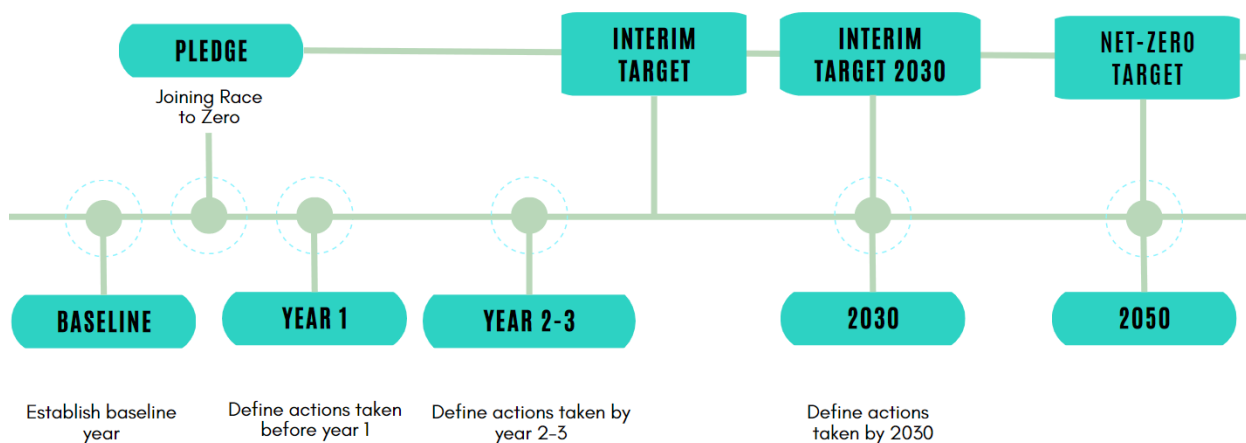 PLEDGE
Joining Race
to Zero
INTERIM
TARGET
INTERIM
TARGET 2030
NET-ZERO
TARGET
BASELINE
YEAR 1
YEAR 2-3
2030
2050
Establish baseline
year
Define actions taken
before year 1
Define actions taken by
year 2-3
Define actions
taken by 2030